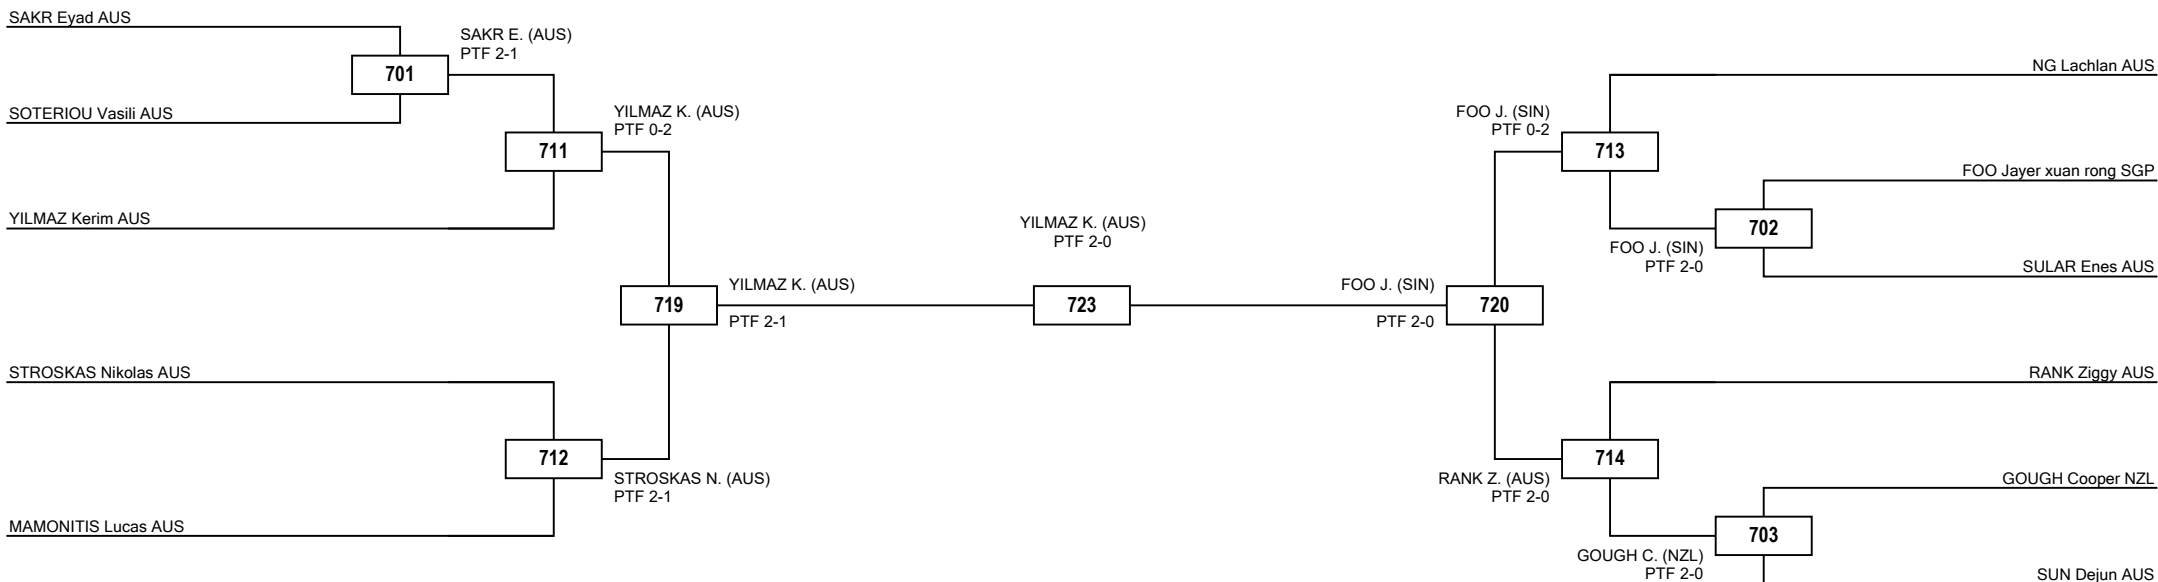 SAKR Eyad AUS
SAKR E. (AUS)
PTF 2-1
701
SOTERIOU Vasili AUS
YILMAZ K. (AUS)
PTF 0-2
711
YILMAZ Kerim AUS
719
YILMAZ K. (AUS)
PTF 2-1
STROSKAS Nikolas AUS
712
STROSKAS N. (AUS)
PTF 2-1
MAMONITIS Lucas AUS
YILMAZ K. (AUS)
PTF 2-0
723
NG Lachlan AUS
FOO J. (SIN)
PTF 0-2
713
FOO Jayer xuan rong SGP
702
FOO J. (SIN)
PTF 2-0
SULAR Enes AUS
FOO J. (SIN)
PTF 2-0
720
RANK Ziggy AUS
714
RANK Z. (AUS)
PTF 2-0
GOUGH Cooper NZL
703
GOUGH C. (NZL)
PTF 2-0
SUN Dejun AUS